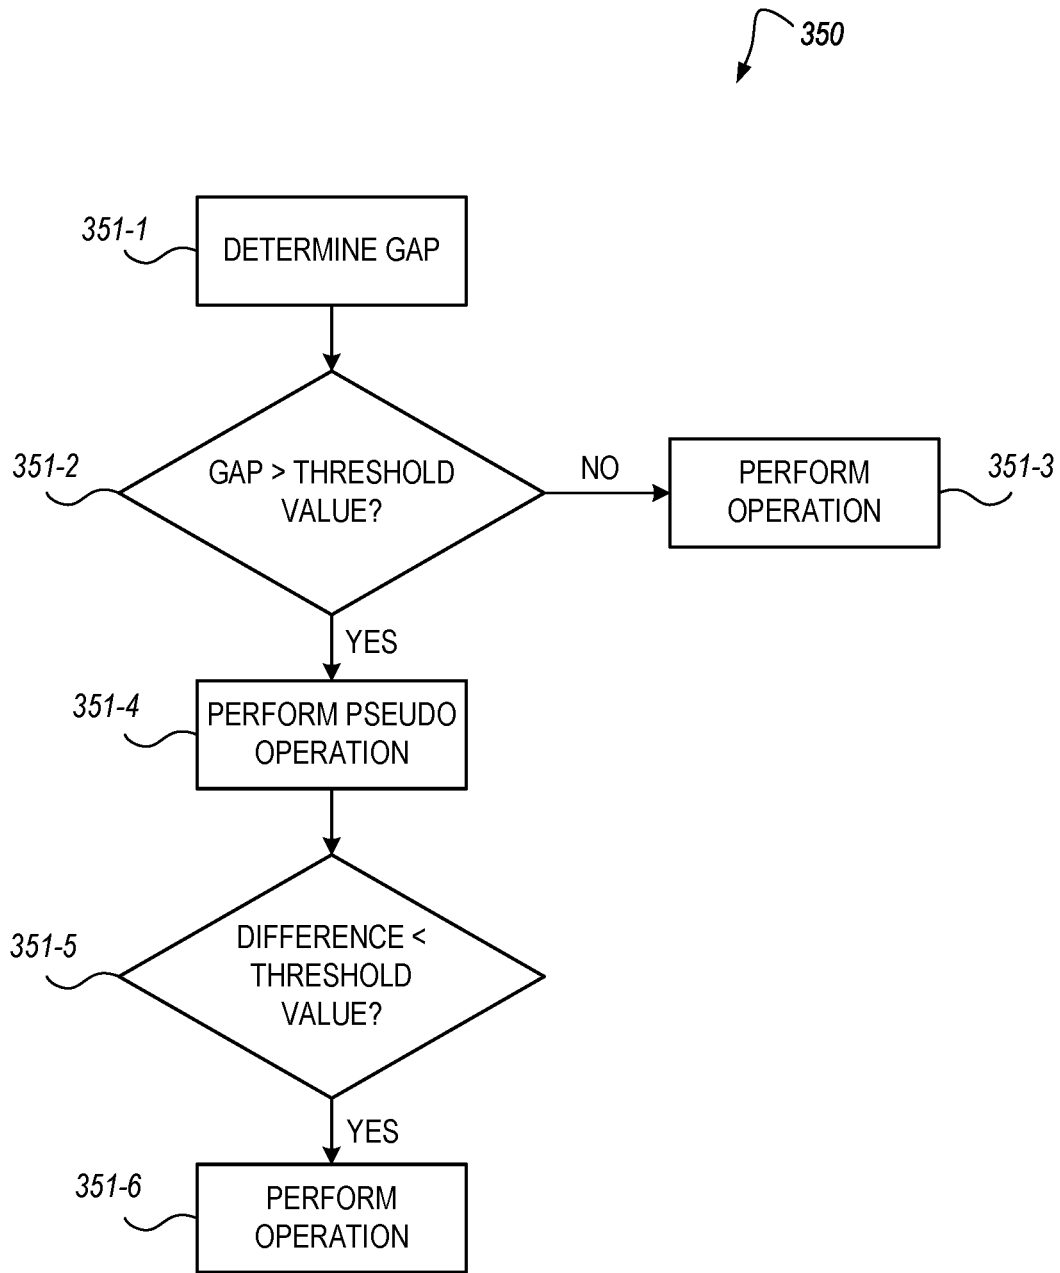 350
351-1
DETERMINE GAP
351-2
GAP > THRESHOLD
VALUE?
NO
PERFORM
OPERATION
351-3
YES
351-4
PERFORM PSEUDO
OPERATION
351-5
DIFFERENCE <
THRESHOLD
VALUE?
YES
351-6
PERFORM
OPERATION